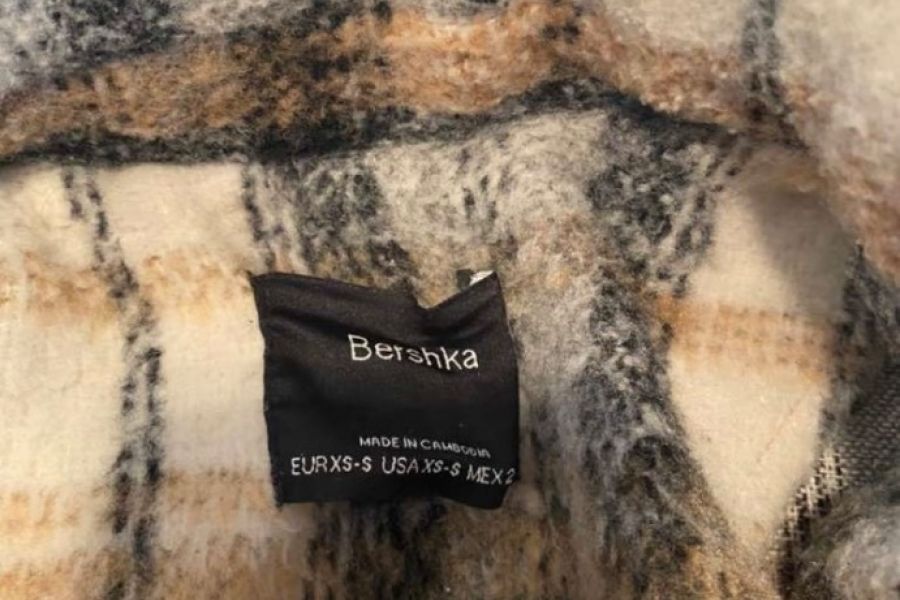 Bershka
MADE IN CAMBODIA
EURXS-S USAXS-S MEX 2